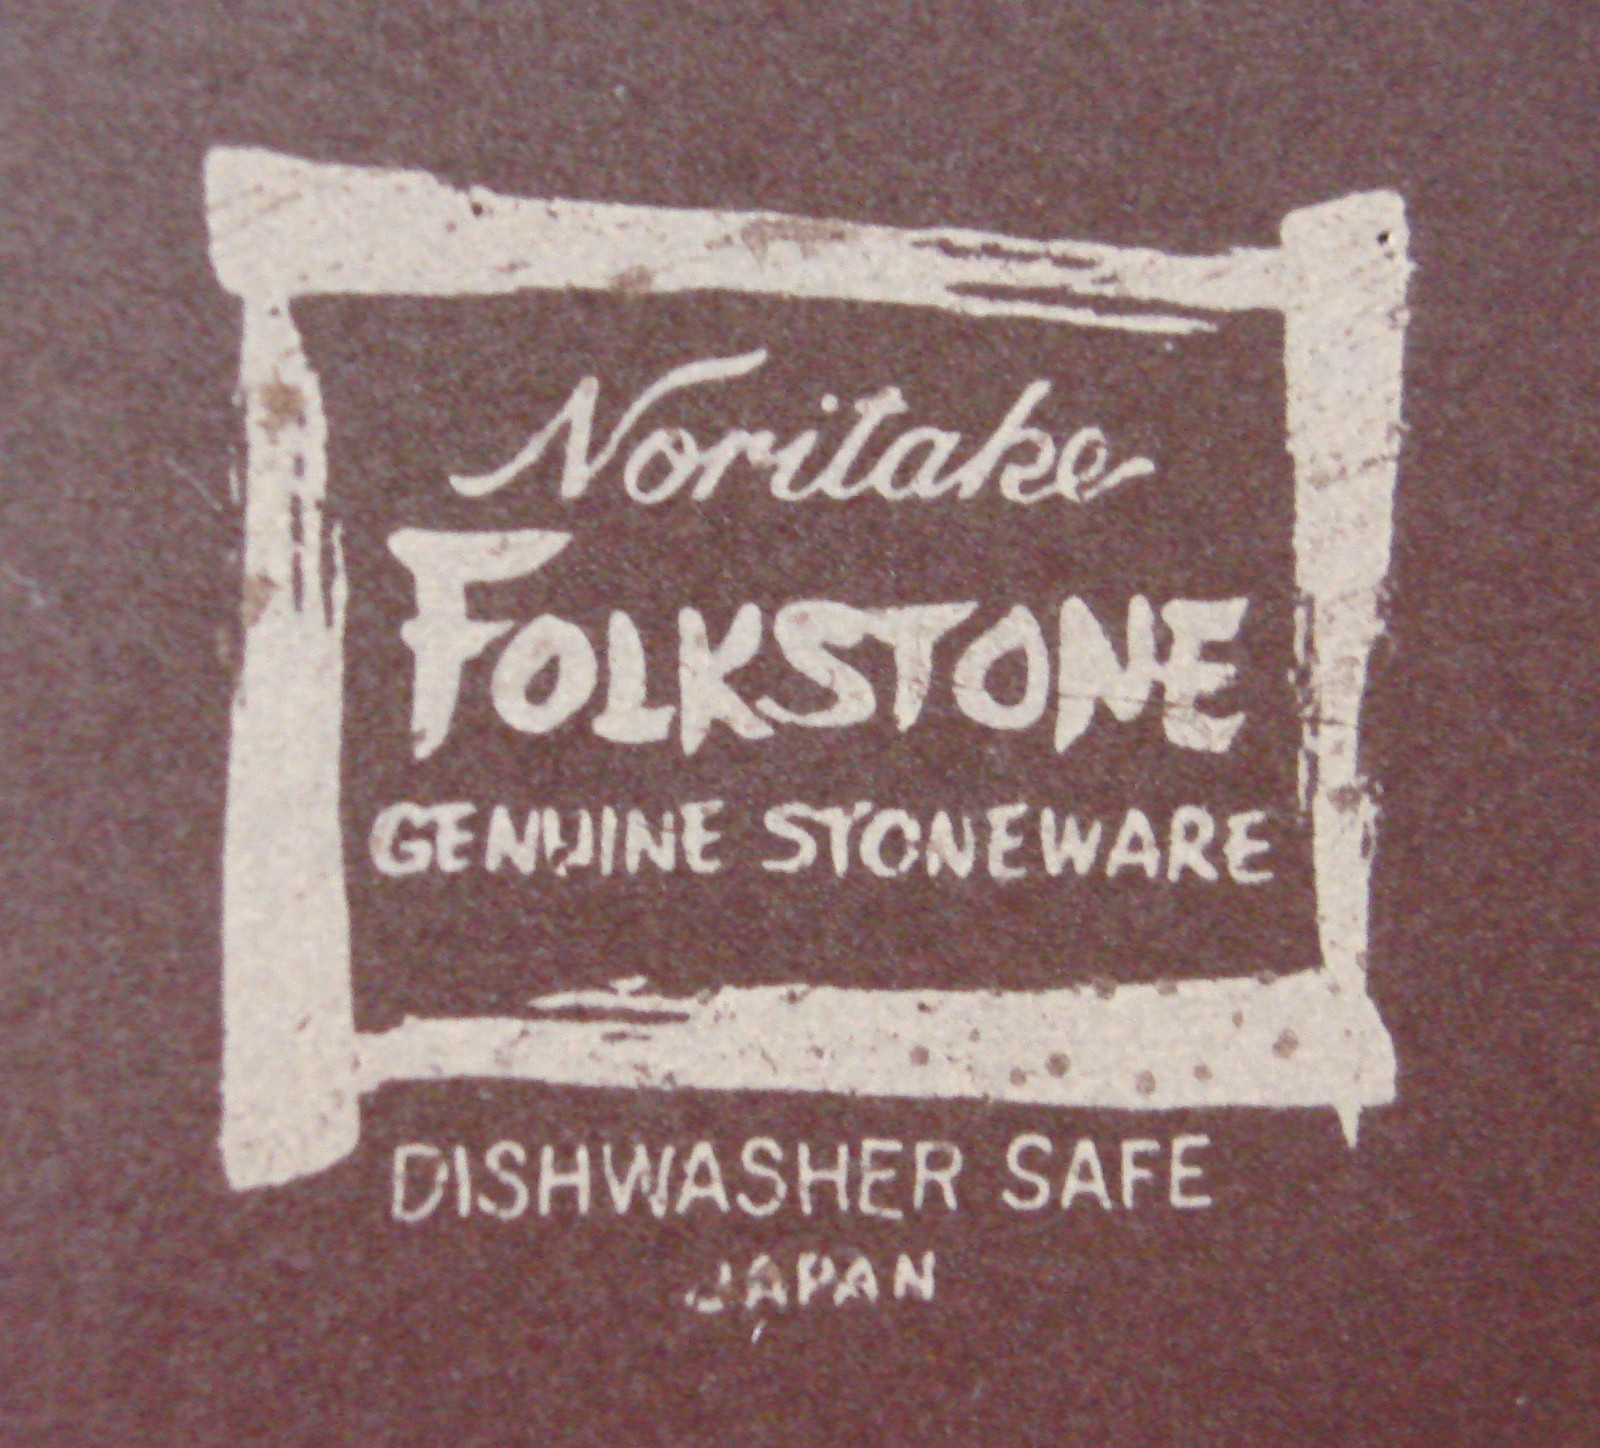 Noritake
FOLKSTONE
GENUINE STONEWARE
DISHWASHER SAFE
JAPAN